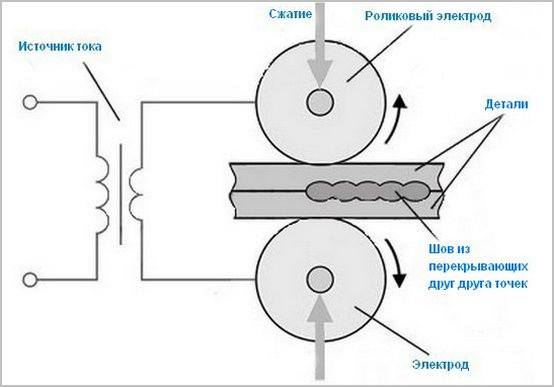 Сжатие
Роликовый электрод
Источник тока
Детали
Шов из
перекрывающих
друг друга точек
Электрод